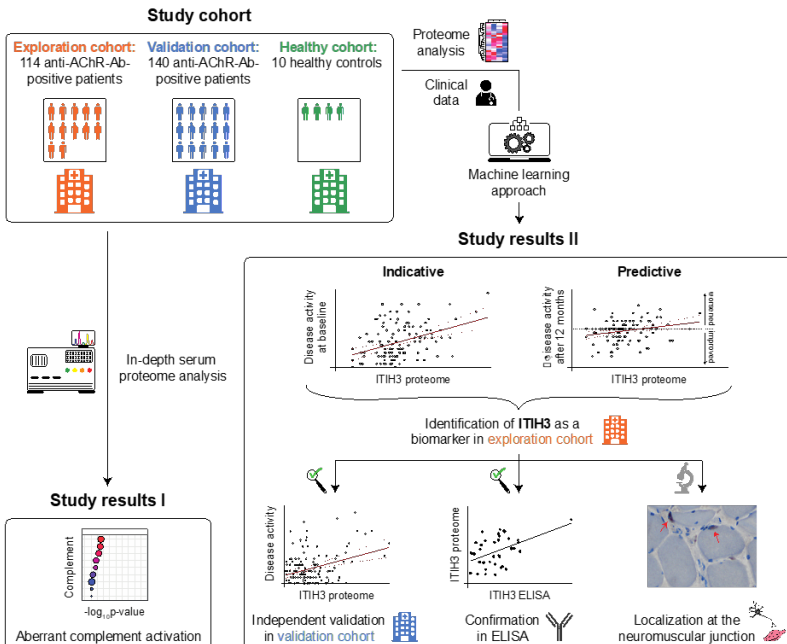 Study cohort
Exploration cohort:
114 anti-AChR-Ab-
positive patients
Validation cohort:
140 anti-AChR-Ab-
positive patients
Healthy cohort:
10 healthy controls
Proteome
analysis
Clinical
data
Machine learning
approach
In-depth serum
proteome analysis
Study results I
Complement
-log10p-value
Aberrant complement activation
Study results II
Indicative
Disease activity
at baseline
ITIH3 proteome
Predictive
disease activity
after 12 months
worsened
improved
ITIH3 proteome
Identification of ITIH3 as a
biomarker in exploration cohort
Disease activity
ITIH3 proteome
Independent validation
in validation cohort
ITIH3 proteome
ITIH3 ELISA
Confirmation
in ELISA
Localization at the
neuromuscular junction